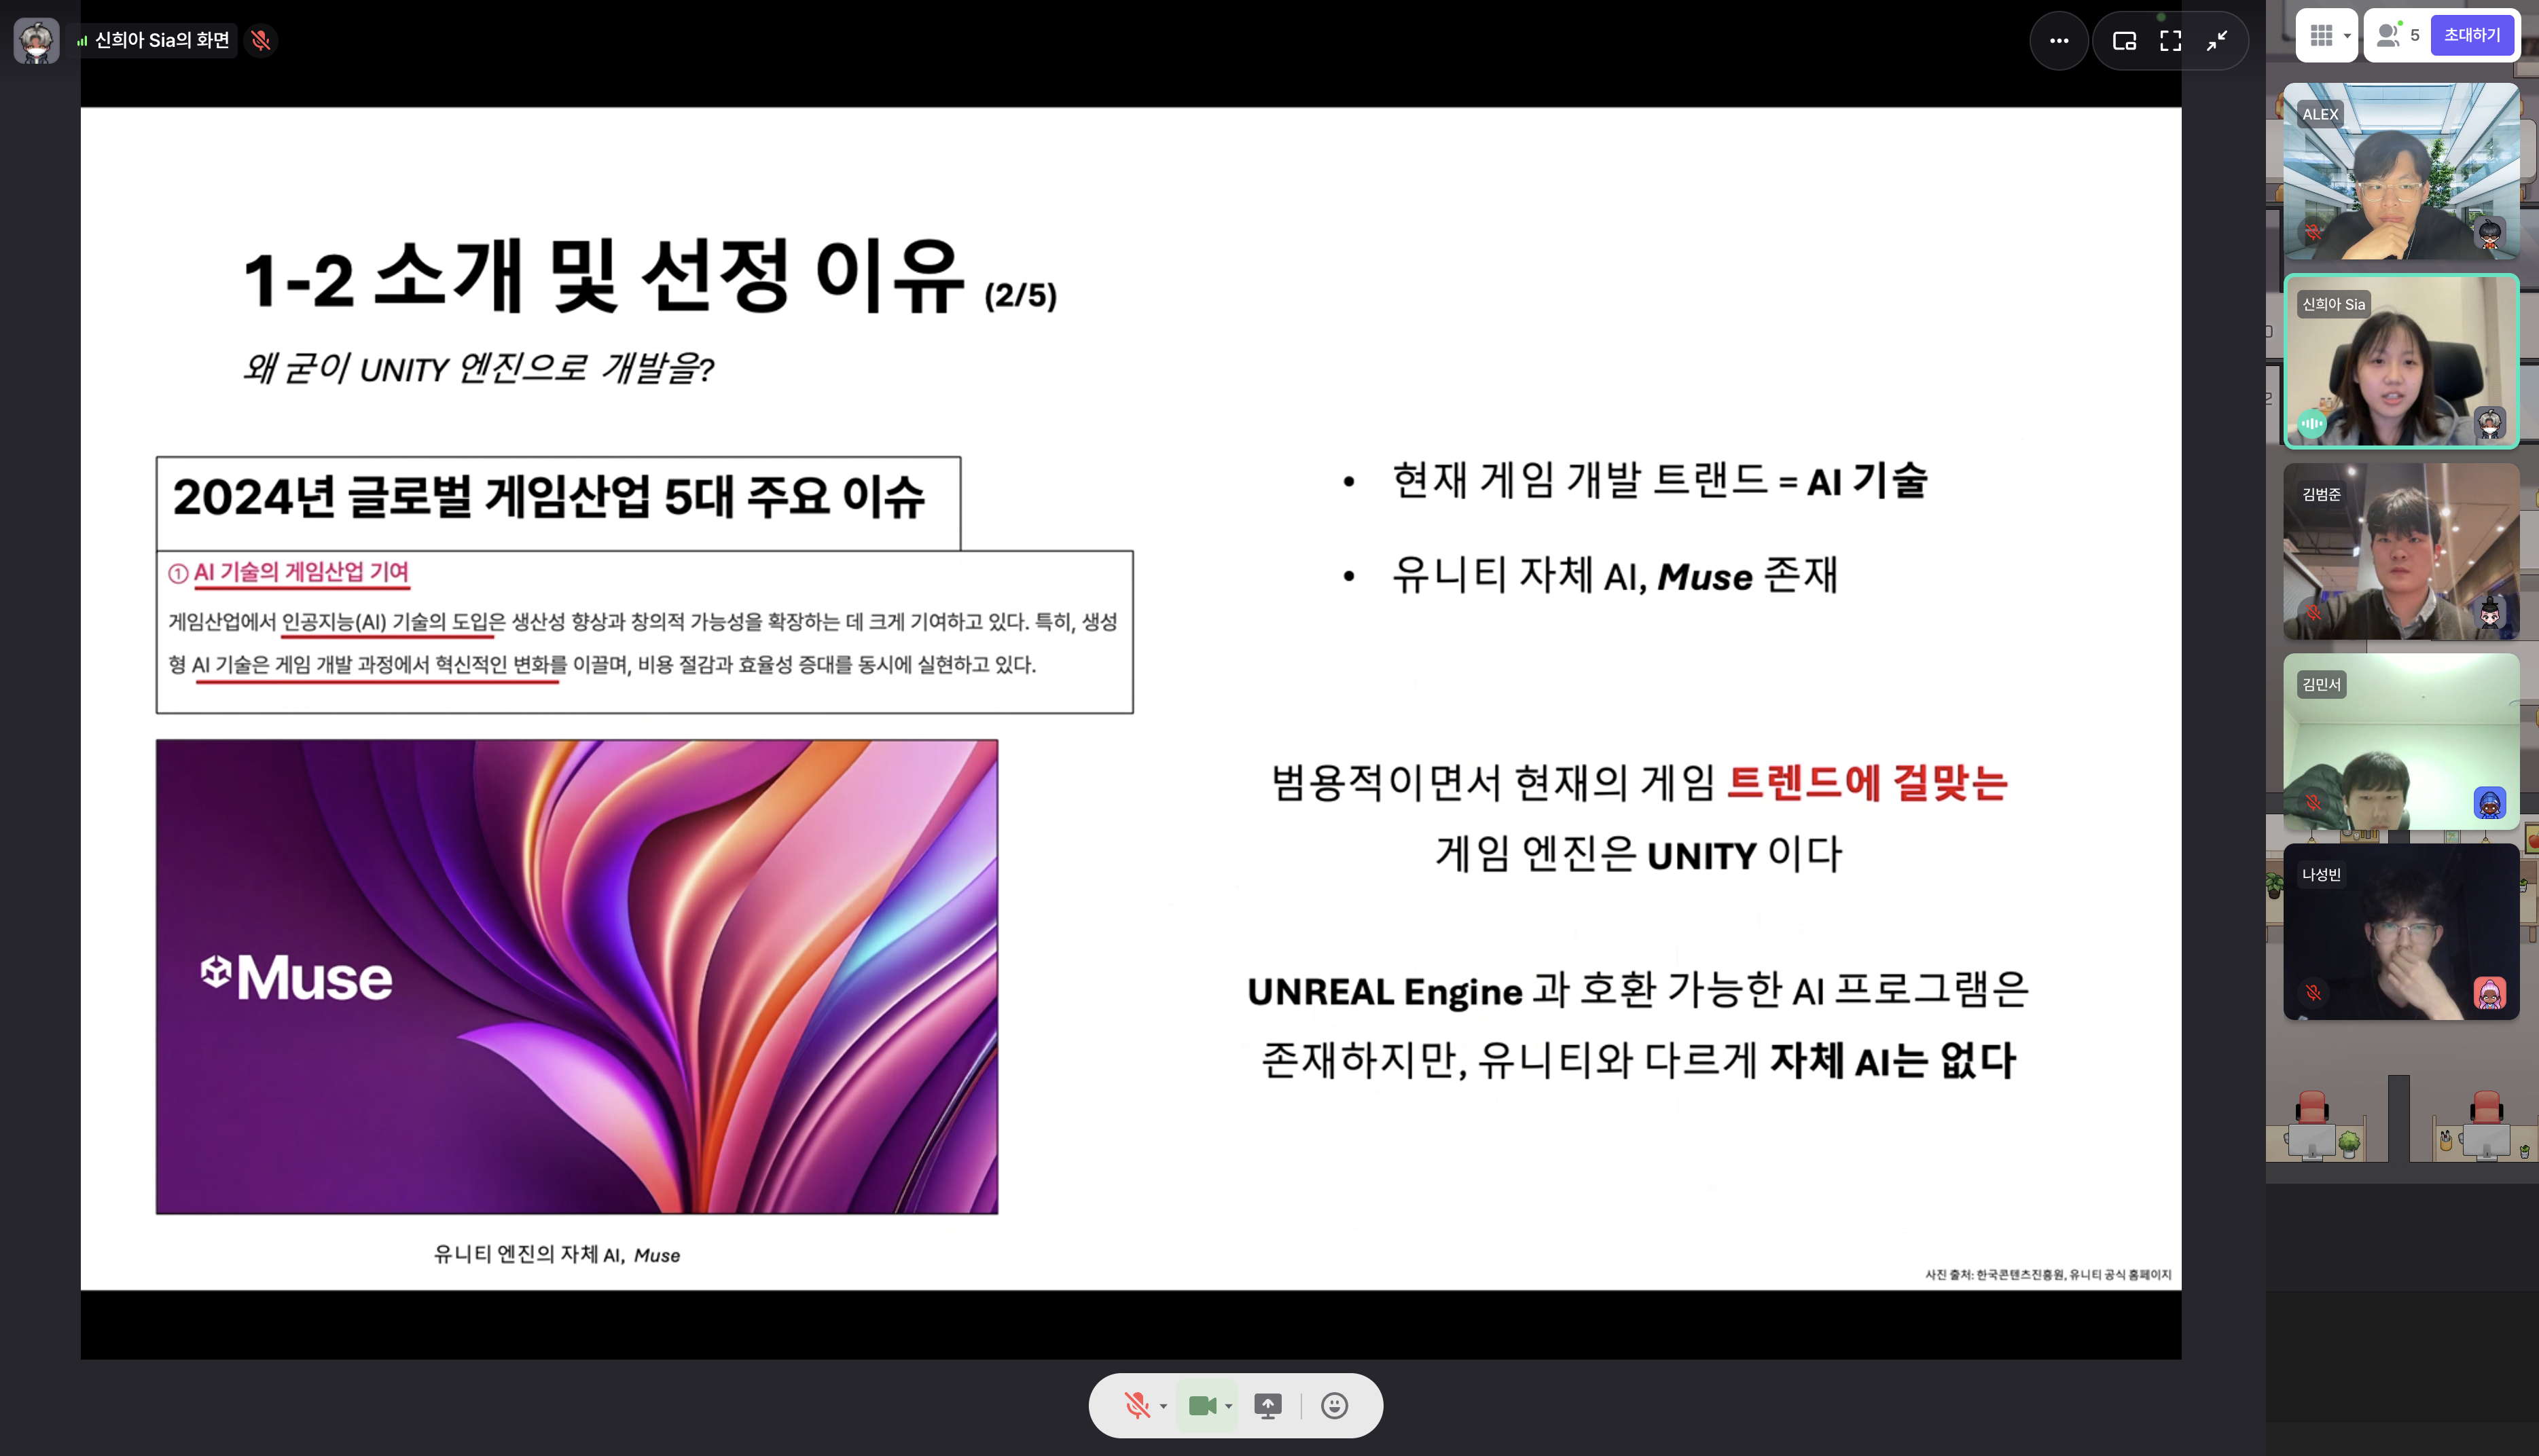 신희아 Sia의 화면
5
초대하기
1-2 소개 및 선정 이유 (2/5)
왜 굳이 UNITY 엔진으로 개발을?
2024년 글로벌 게임산업 5대 주요 이슈
① AI 기술의 게임산업 기여
게임산업에서 인공지능(AI) 기술의 도입은 생산성 향상과 창의적 가능성을 확장하는 데 크게 기여하고 있다. 특히, 생성
형 AI 기술은 게임 개발 과정에서 혁신적인 변화를 이끌며, 비용 절감과 효율성 증대를 동시에 실현하고 있다.
Muse
유니티 엔진의 자체 AI, Muse
• 현재 게임 개발 트랜드 = AI 기술
• 유니티 자체 AI, Muse 존재
범용적이면서 현재의 게임 트렌드에 걸맞는
게임 엔진은 UNITY 이다
UNREAL Engine 과 호환 가능한 AI 프로그램은
존재하지만, 유니티와 다르게 자체 AI는 없다
사진 출처: 한국콘텐츠진흥원, 유니티 공식 홈페이지
ALEX
신희아 Sia
김범준
김민서
나성빈